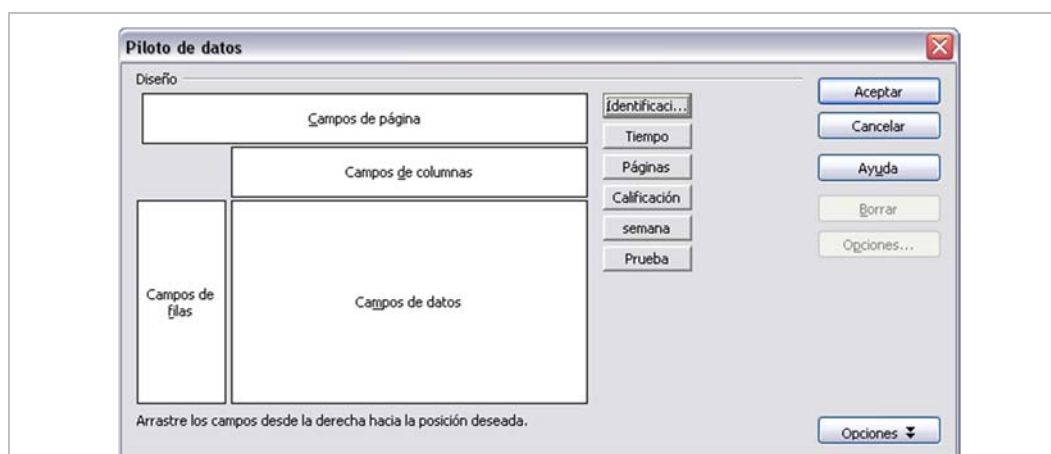 Piloto de datos
Diseño
Campos de página
Campos de columnas
Campos de
filas
Campos de datos
Identificaci...
Tiempo
Páginas
Calificación
semana
Prueba
Aceptar
Cancelar
Ayuda
Borrar
Opciones...
Arrastre los campos desde la derecha hacia la posición deseada.
Opciones